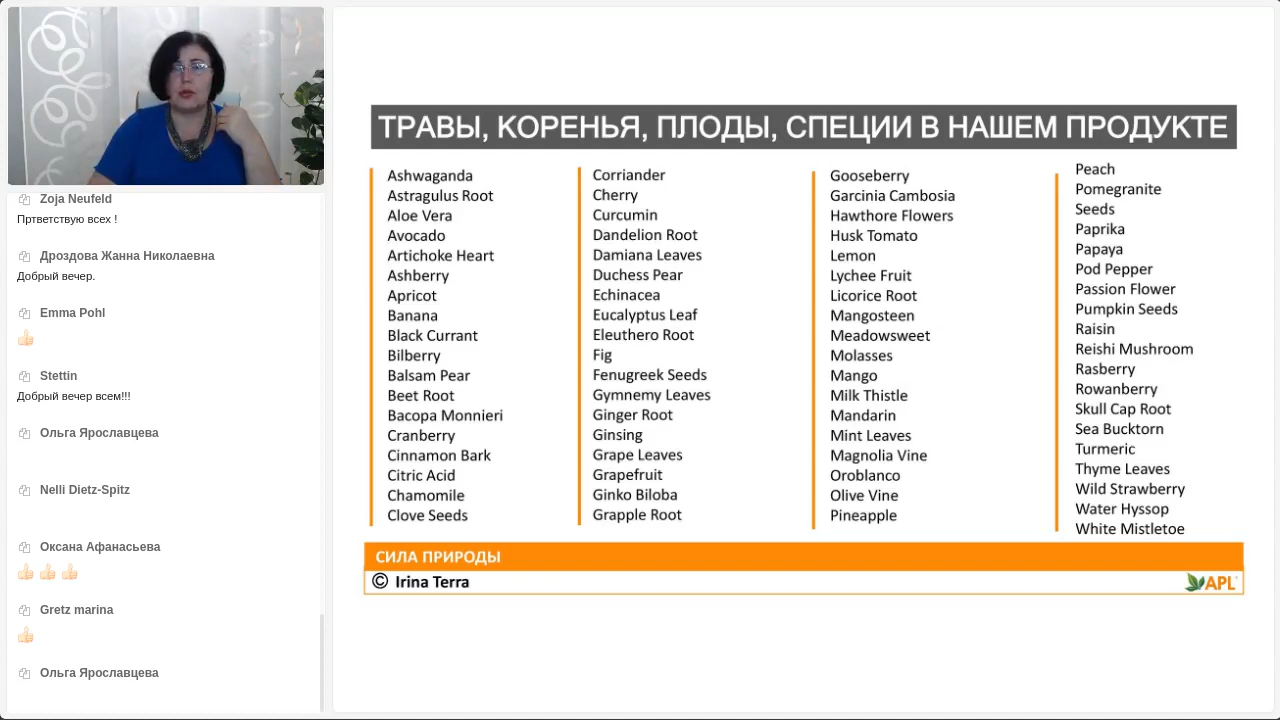 Zoja Neufeld
Пртветствую всех !
Дроздова Жанна Николаевна
Добрый вечер.
Emma Pohl
Stettin
Добрый вечер всем!!!
Ольга Ярославцева
Nelli Dietz-Spitz
Оксана Афанасьева
Gretz marina
Ольга Ярославцева
ТРАВЫ, КОРЕНЬЯ, ПЛОДЫ, СПЕЦИИ В НАШЕМ ПРОДУКТЕ
Ashwaganda
Astragulus Root
Aloe Vera
Avocado
Artichoke Heart
Ashberry
Apricot
Banana
Black Currant
Bilberry
Balsam Pear
Beet Root
Bacopa Monnieri
Cranberry
Cinnamon Bark
Citric Acid
Chamomile
Clove Seeds
Corriander
Cherry
Curcumin
Dandelion Root
Damiana Leaves
Duchess Pear
Echinacea
Eucalyptus Leaf
Eleuthero Root
Fig
Fenugreek Seeds
Gymnemy Leaves
Ginger Root
Ginsing
Grape Leaves
Grapefruit
Ginko Biloba
Grapple Root
Gooseberry
Garcinia Cambosia
Hawthore Flowers
Husk Tomato
Lemon
Lychee Fruit
Licorice Root
Mangosteen
Meadowsweet
Molasses
Mango
Milk Thistle
Mandarin
Mint Leaves
Magnolia Vine
Oroblanco
Olive Vine
Pineapple
Peach
Pomegranite
Seeds
Paprika
Papaya
Pod Pepper
Passion Flower
Pumpkin Seeds
Raisin
Reishi Mushroom
Rasberry
Rowanberry
Skull Cap Root
Sea Bucktorn
Turmeric
Thyme Leaves
Wild Strawberry
Water Hyssop
White Mistletoe
СИЛА ПРИРОДЫ
© Irina Terra
APL